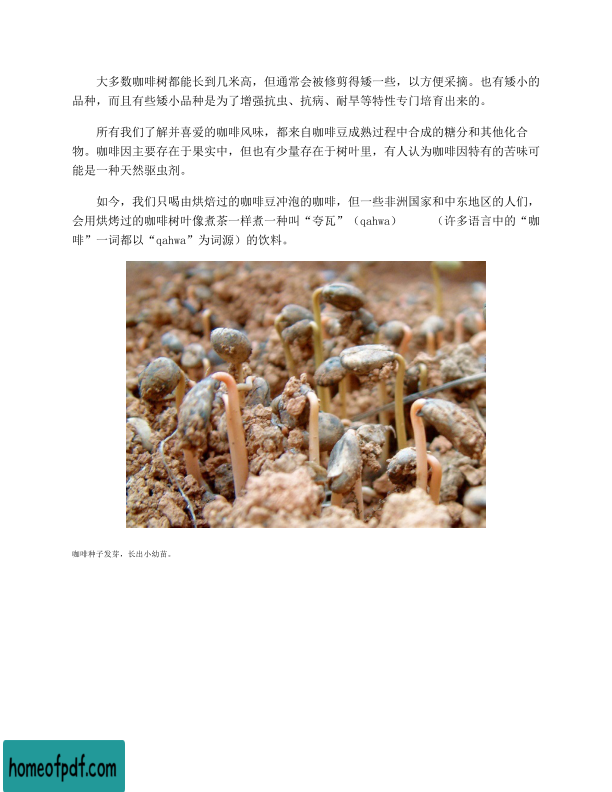 大多数咖啡树都能长到几米高，但通常会被修剪得矮一些，以方便采摘。也有矮小的
品种，而且有些矮小品种是为了增强抗虫、抗病、耐旱等特性专门培育出来的。
所有我们了解并喜爱的咖啡风味，都来自咖啡豆成熟过程中合成的糖分和其他化合
物。咖啡因主要存在于果实中，但也有少量存在于树叶里，有人认为咖啡因特有的苦味可
能是一种天然驱虫剂。
如今，我们只喝由烘焙过的咖啡豆冲泡的咖啡，但一些非洲国家和中东地区的人们，
会用烘烤过的咖啡树叶像煮茶一样煮一种叫“夸瓦”（qahwa） （许多语言中的“咖
啡”一词都以“qahwa”为词源）的饮料。
咖啡种子发芽，长出小幼苗。
homeofpdf.com